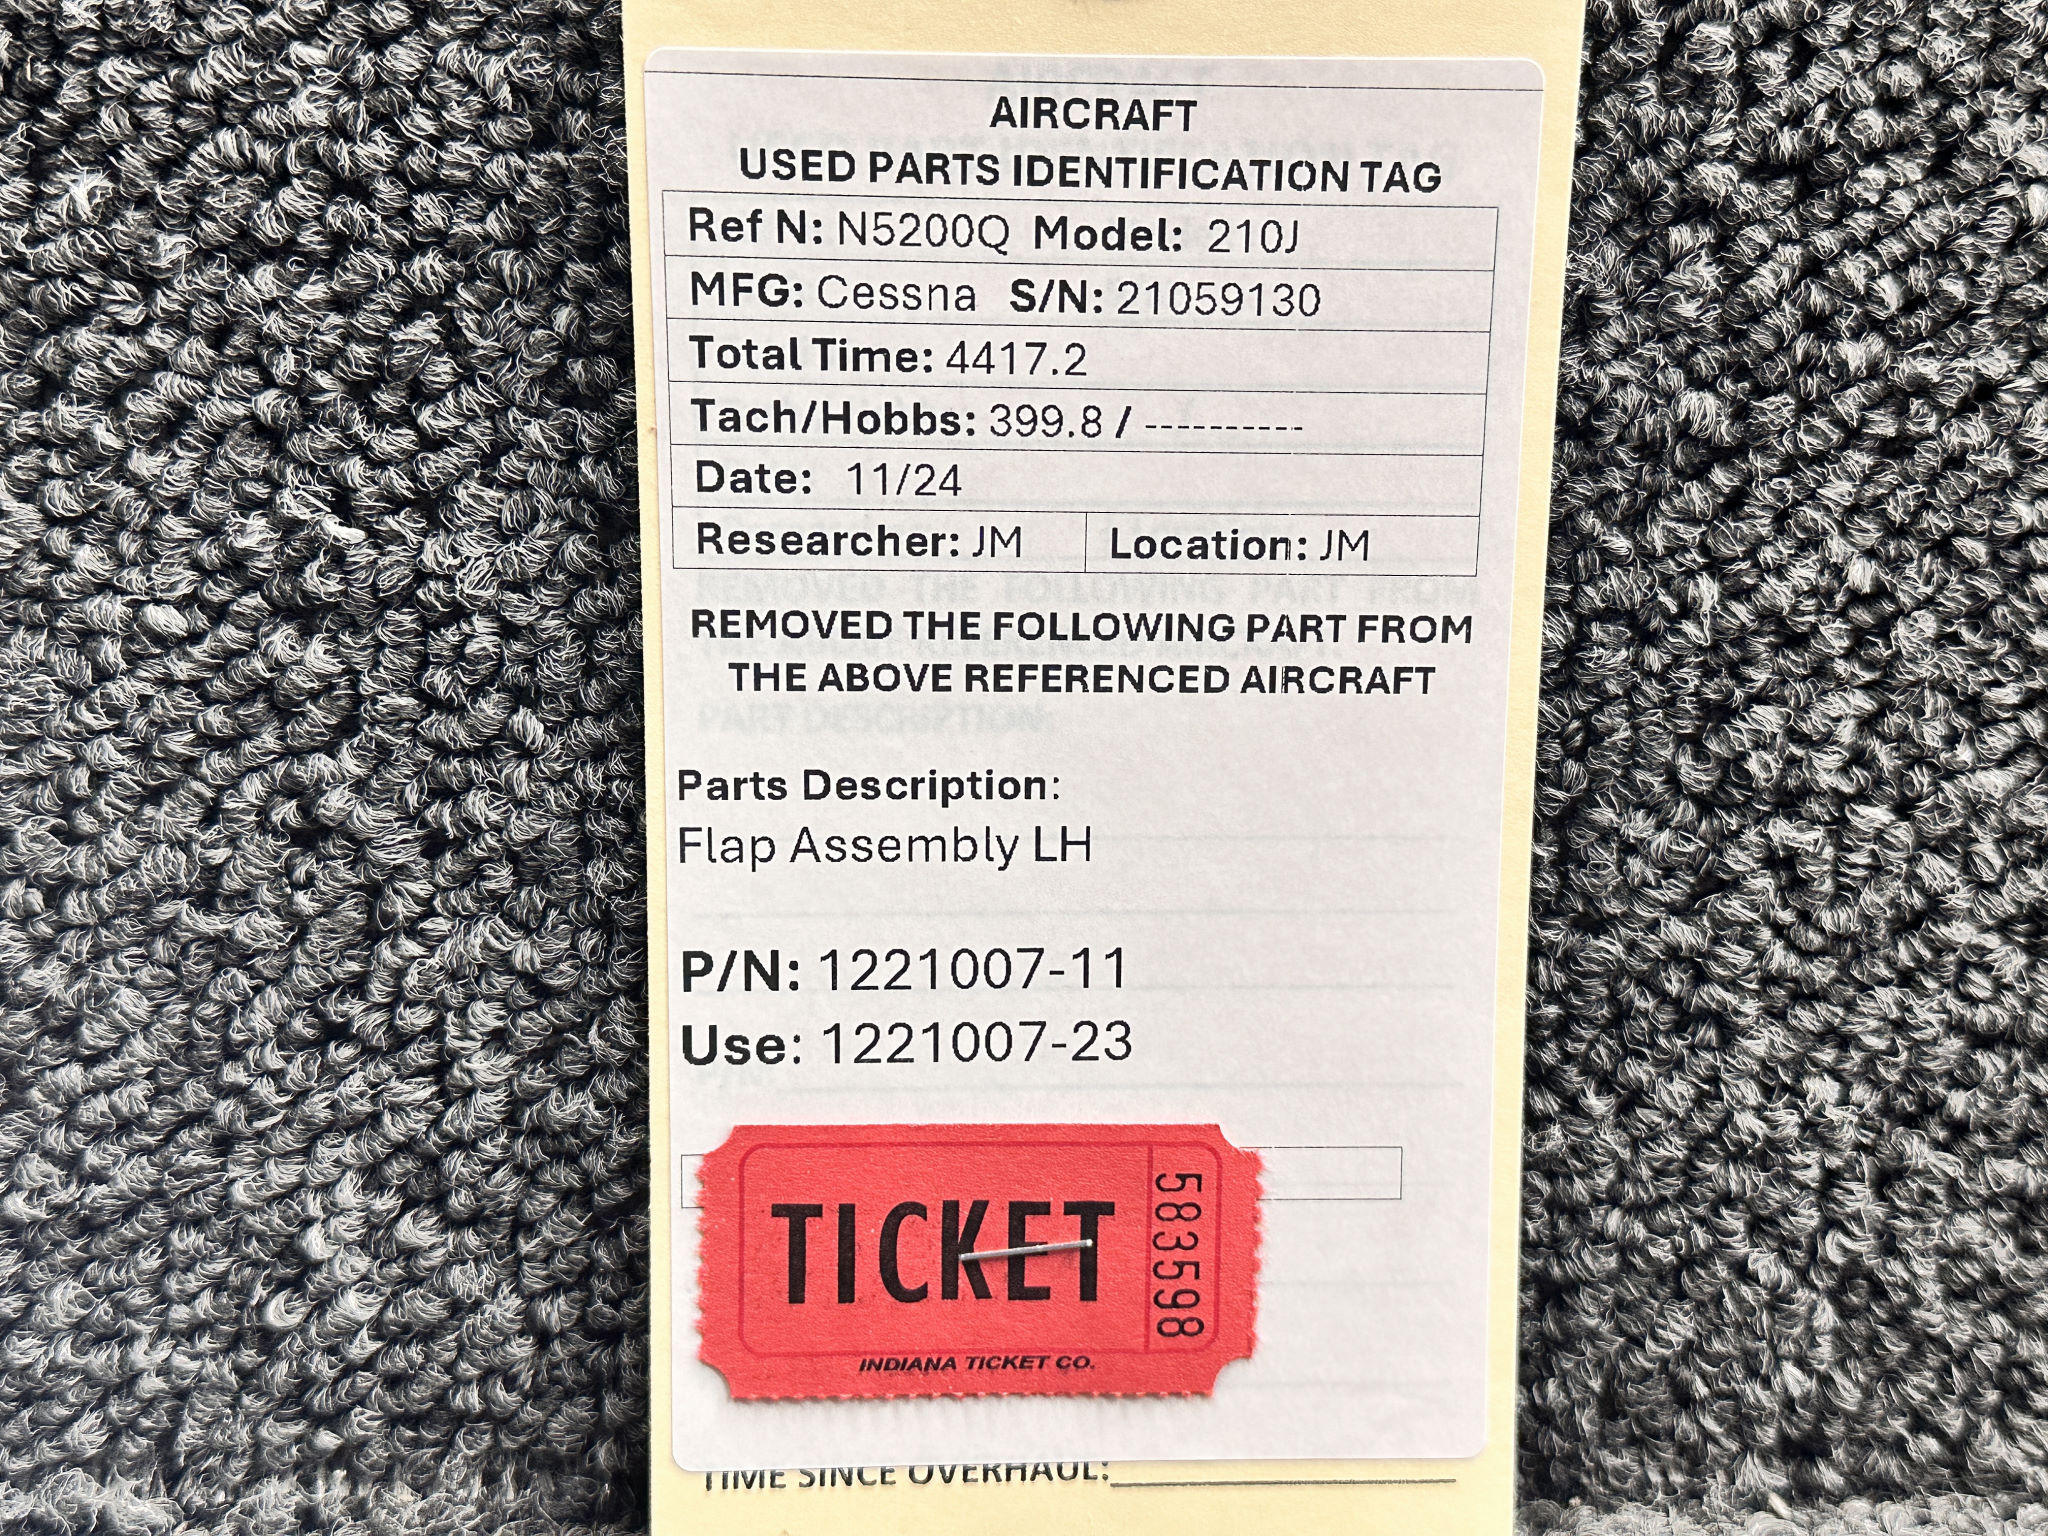 AIRCRAFT
USED PARTS IDENTIFICATION TAG
Ref N: N5200Q Model: 210J
MFG: Cessna S/N: 21059130
Total Time: 4417.2
Tach/Hobbs: 399.8 / ----------
Date: 11/24
Researcher: JM Location: JM
REMOVED THE FOLLOWING PART FROM
THE ABOVE REFERENCED AIRCRAFT
Parts Description:
Flap Assembly LH
P/N: 1221007-11
Use: 1221007-23
TICKET
583598
INDIANA TICKET CO.
TIME SINCE OVERHAUL: